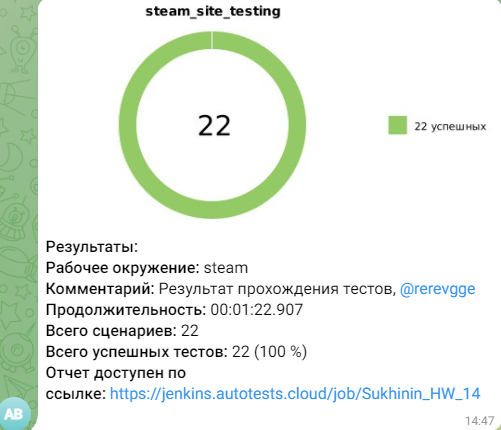 steam_site_testing
22
22 успешных
Результаты:
Рабочее окружение: steam
Комментарий: Результат прохождения тестов, @rerevgge
Продолжительность: 00:01:22.907
Всего сценариев: 22
Всего успешных тестов: 22 (100 %)
Отчет доступен по
ссылке: https://jenkins.autotests.cloud/job/Sukhinin_HW_14
АВ
14:47